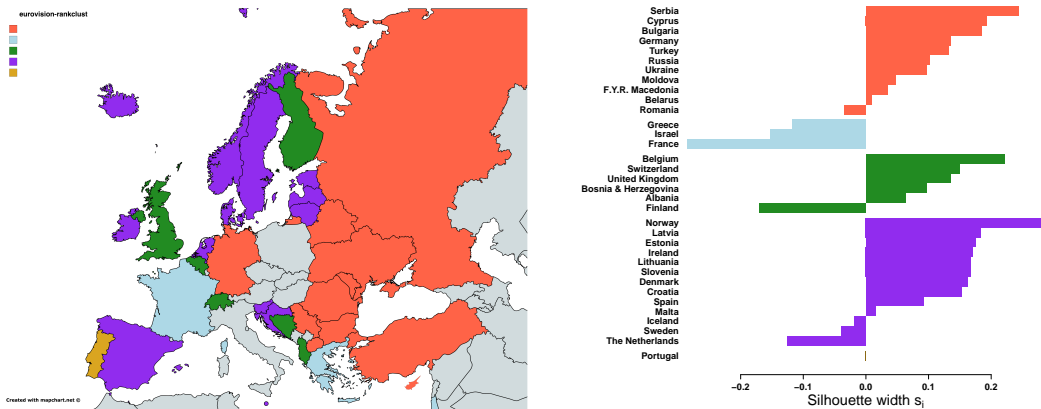 eurovision-rankclust
Created with mapchart.net ©
Serbia
Cyprus
Bulgaria
Germany
Turkey
Russia
Ukraine
Moldova
F.Y.R. Macedonia
Belarus
Romania
Greece
Israel
France
Belgium
Switzerland
United Kingdom
Bosnia & Herzegovina
Albania
Finland
Norway
Latvia
Estonia
Ireland
Lithuania
Slovenia
Denmark
Croatia
Spain
Malta
Iceland
Sweden
The Netherlands
Portugal
−0.2 −0.1 0.0 0.1 0.2
Silhouette width si